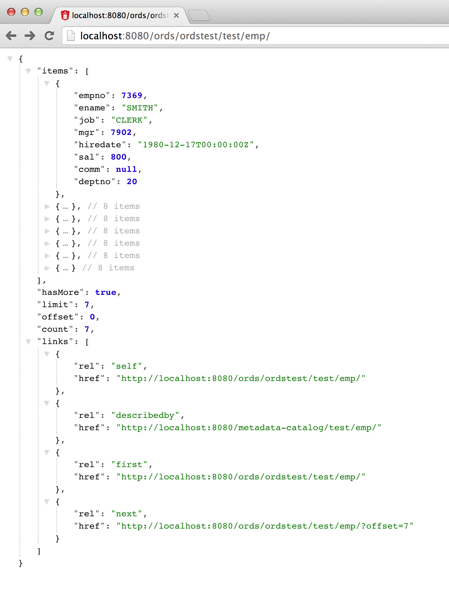 localhost:8080/ords/ordst
localhost:8080/ords/ordstest/test/emp/
{
"items": [
{
"empno": 7369,
"ename": "SMITH",
"job": "CLERK",
"mgr": 7902,
"hiredate": "1980-12-17T00:00:00Z",
"sal": 800,
"comm": null,
"deptno": 20
},
{ … }, // 8 items
{ … }, // 8 items
{ … }, // 8 items
{ … }, // 8 items
{ … }, // 8 items
{ … } // 8 items
],
"hasMore": true,
"limit": 7,
"offset": 0,
"count": 7,
"links": [
{
"rel": "self",
"href": "http://localhost:8080/ords/ordstest/test/emp/"
},
{
"rel": "describedby",
"href": "http://localhost:8080/metadata-catalog/test/emp/"
},
{
"rel": "first",
"href": "http://localhost:8080/ords/ordstest/test/emp/"
},
{
"rel": "next",
"href": "http://localhost:8080/ords/ordstest/test/emp/?offset=7"
}
]
}